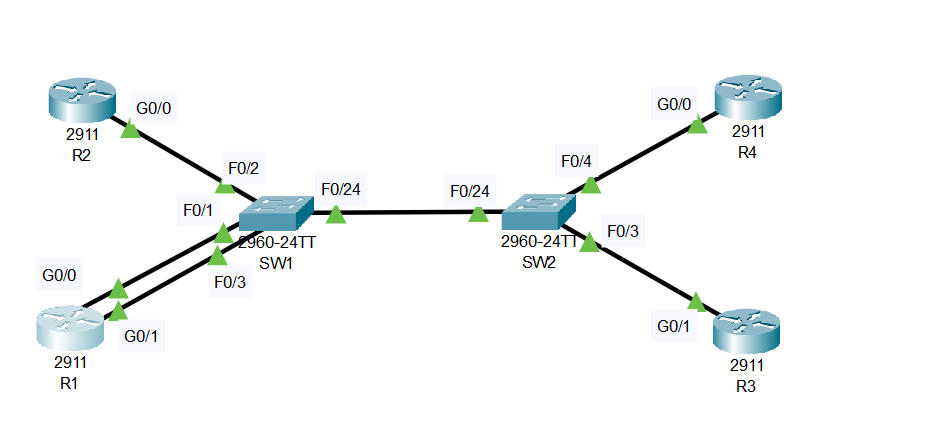 G0/0
2911
R2
F0/2
F0/1
2960-24TT
SW1
F0/3
G0/0
G0/1
2911
R1
F0/24
F0/24
2960-24TT
SW2
F0/4
F0/3
G0/0
2911
R4
G0/1
2911
R3